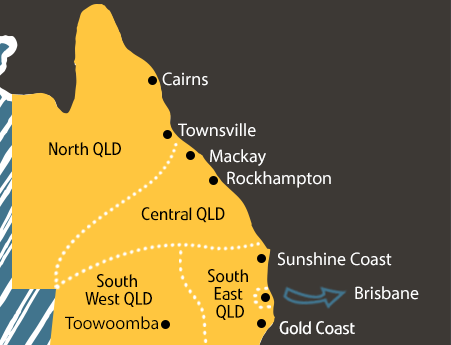 Cairns
Townsville
North QLD
Mackay
Rockhampton
Central QLD
Sunshine Coast
South
West QLD
South
East
QLD
Brisbane
Toowoomba
Gold Coast